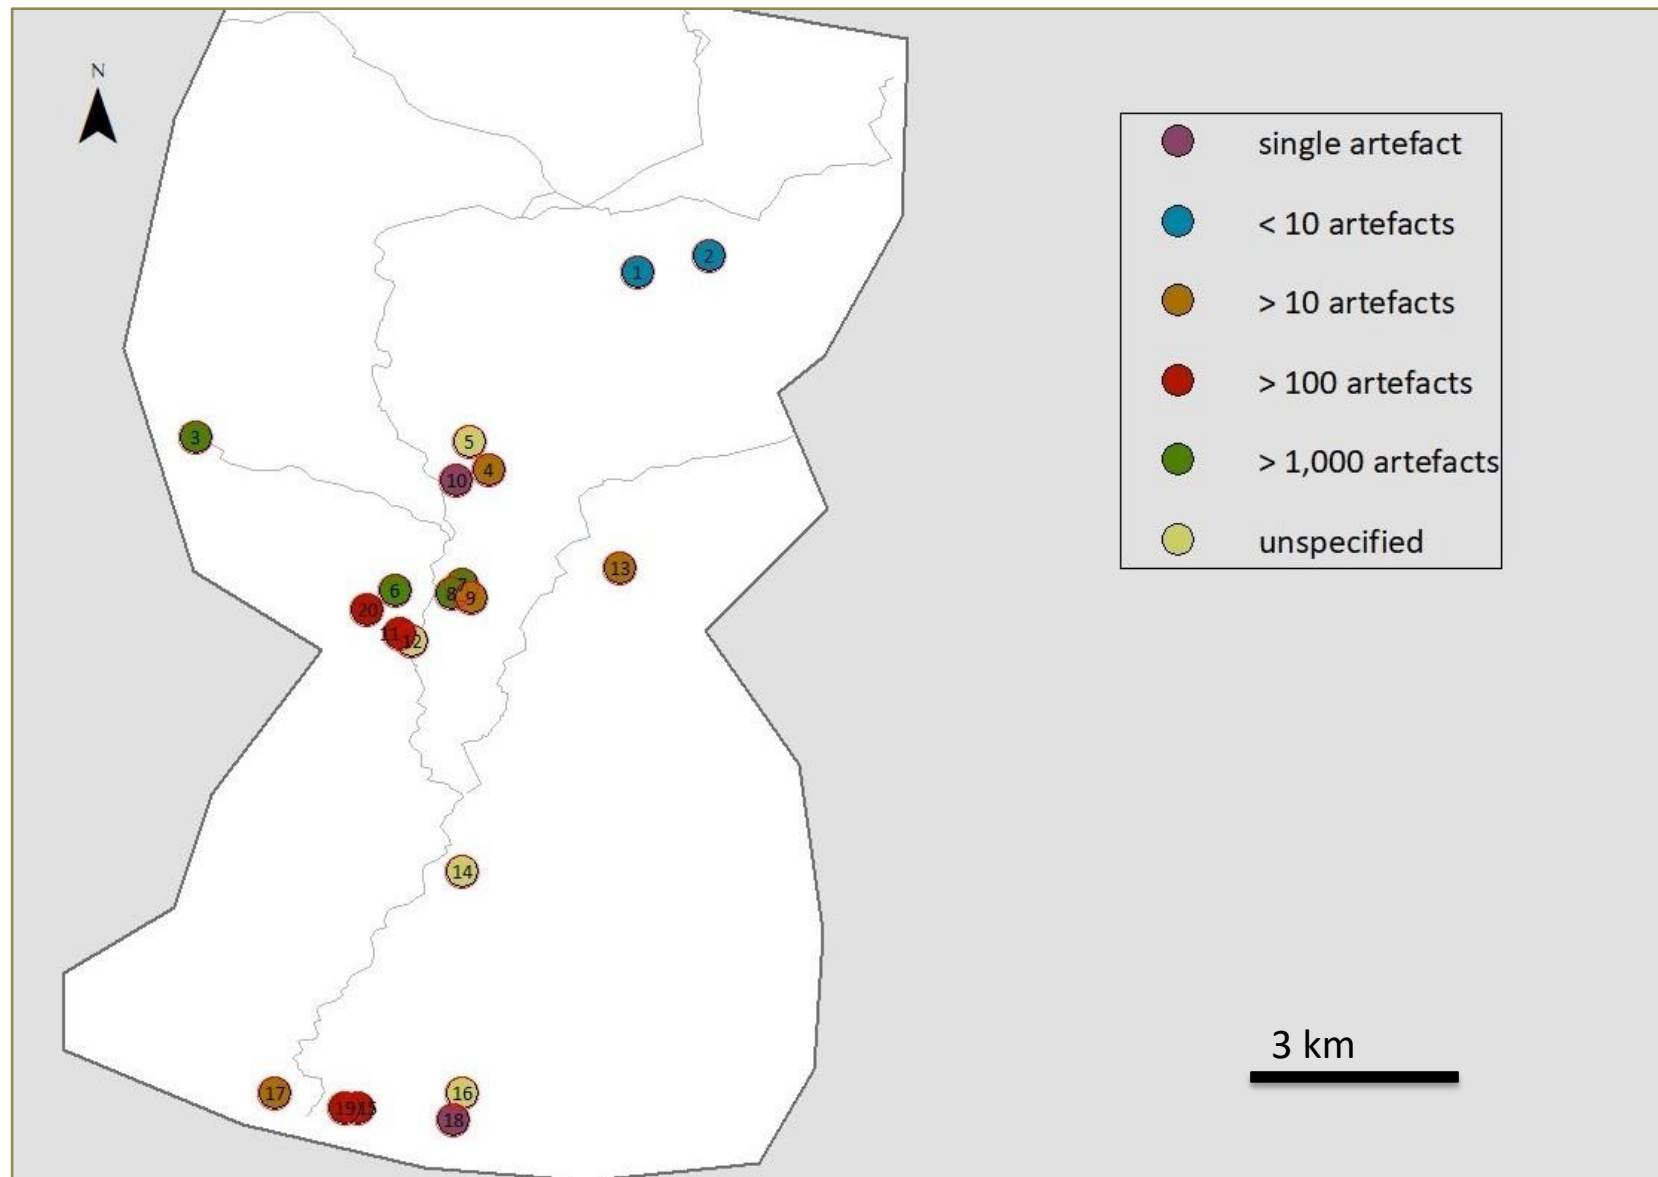 N
single artefact
< 10 artefacts
> 10 artefacts
> 100 artefacts
> 1,000 artefacts
unspecified
2
1
3
5
4
10
13
7
6
8
9
20
11
12
14
17
16
19
15
18
3 km